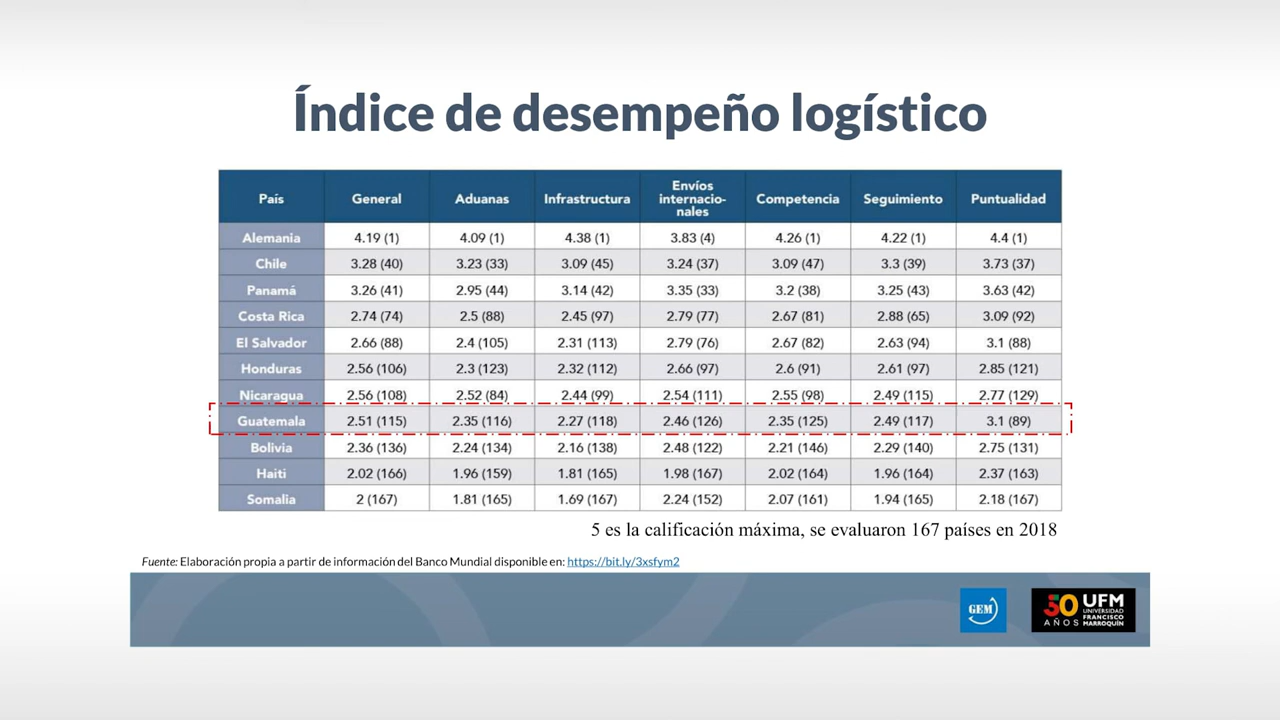 Índice de desempeño logístico
País General Aduanas Infrastructura Envíos internacio-nales Competencia Seguimiento Puntualidad
Alemania 4.19 (1) 4.09 (1) 4.38 (1) 3.83 (4) 4.26 (1) 4.22 (1) 4.4 (1)
Chile 3.28 (40) 3.23 (33) 3.09 (45) 3.24 (37) 3.09 (47) 3.3 (39) 3.73 (37)
Panamá 3.26 (41) 2.95 (44) 3.14 (42) 3.35 (33) 3.2 (38) 3.25 (43) 3.63 (42)
Costa Rica 2.74 (74) 2.5 (88) 2.45 (97) 2.79 (77) 2.67 (81) 2.88 (65) 3.09 (92)
El Salvador 2.66 (88) 2.4 (105) 2.31 (113) 2.79 (76) 2.67 (82) 2.63 (94) 3.1 (88)
Honduras 2.56 (106) 2.3 (123) 2.32 (112) 2.66 (97) 2.6 (91) 2.61 (97) 2.85 (121)
Nicaragua 2.56 (108) 2.52 (84) 2.44 (99) 2.54 (111) 2.55 (98) 2.49 (115) 2.77 (129)
Guatemala 2.51 (115) 2.35 (116) 2.27 (118) 2.46 (126) 2.35 (125) 2.49 (117) 3.1 (89)
Bolivia 2.36 (136) 2.24 (134) 2.16 (138) 2.48 (122) 2.21 (146) 2.29 (140) 2.75 (131)
Haiti 2.02 (166) 1.96 (159) 1.81 (165) 1.98 (167) 2.02 (164) 1.96 (164) 2.37 (163)
Somalia 2 (167) 1.81 (165) 1.69 (167) 2.24 (152) 2.07 (161) 1.94 (165) 2.18 (167)
5 es la calificación máxima, se evaluaron 167 países en 2018
Fuente: Elaboración propia a partir de información del Banco Mundial disponible en: https://bit.ly/3xsfym2
GEM
50 AÑOS
UFM
UNIVERSIDAD
FRANCISCO
MARROQUÍN